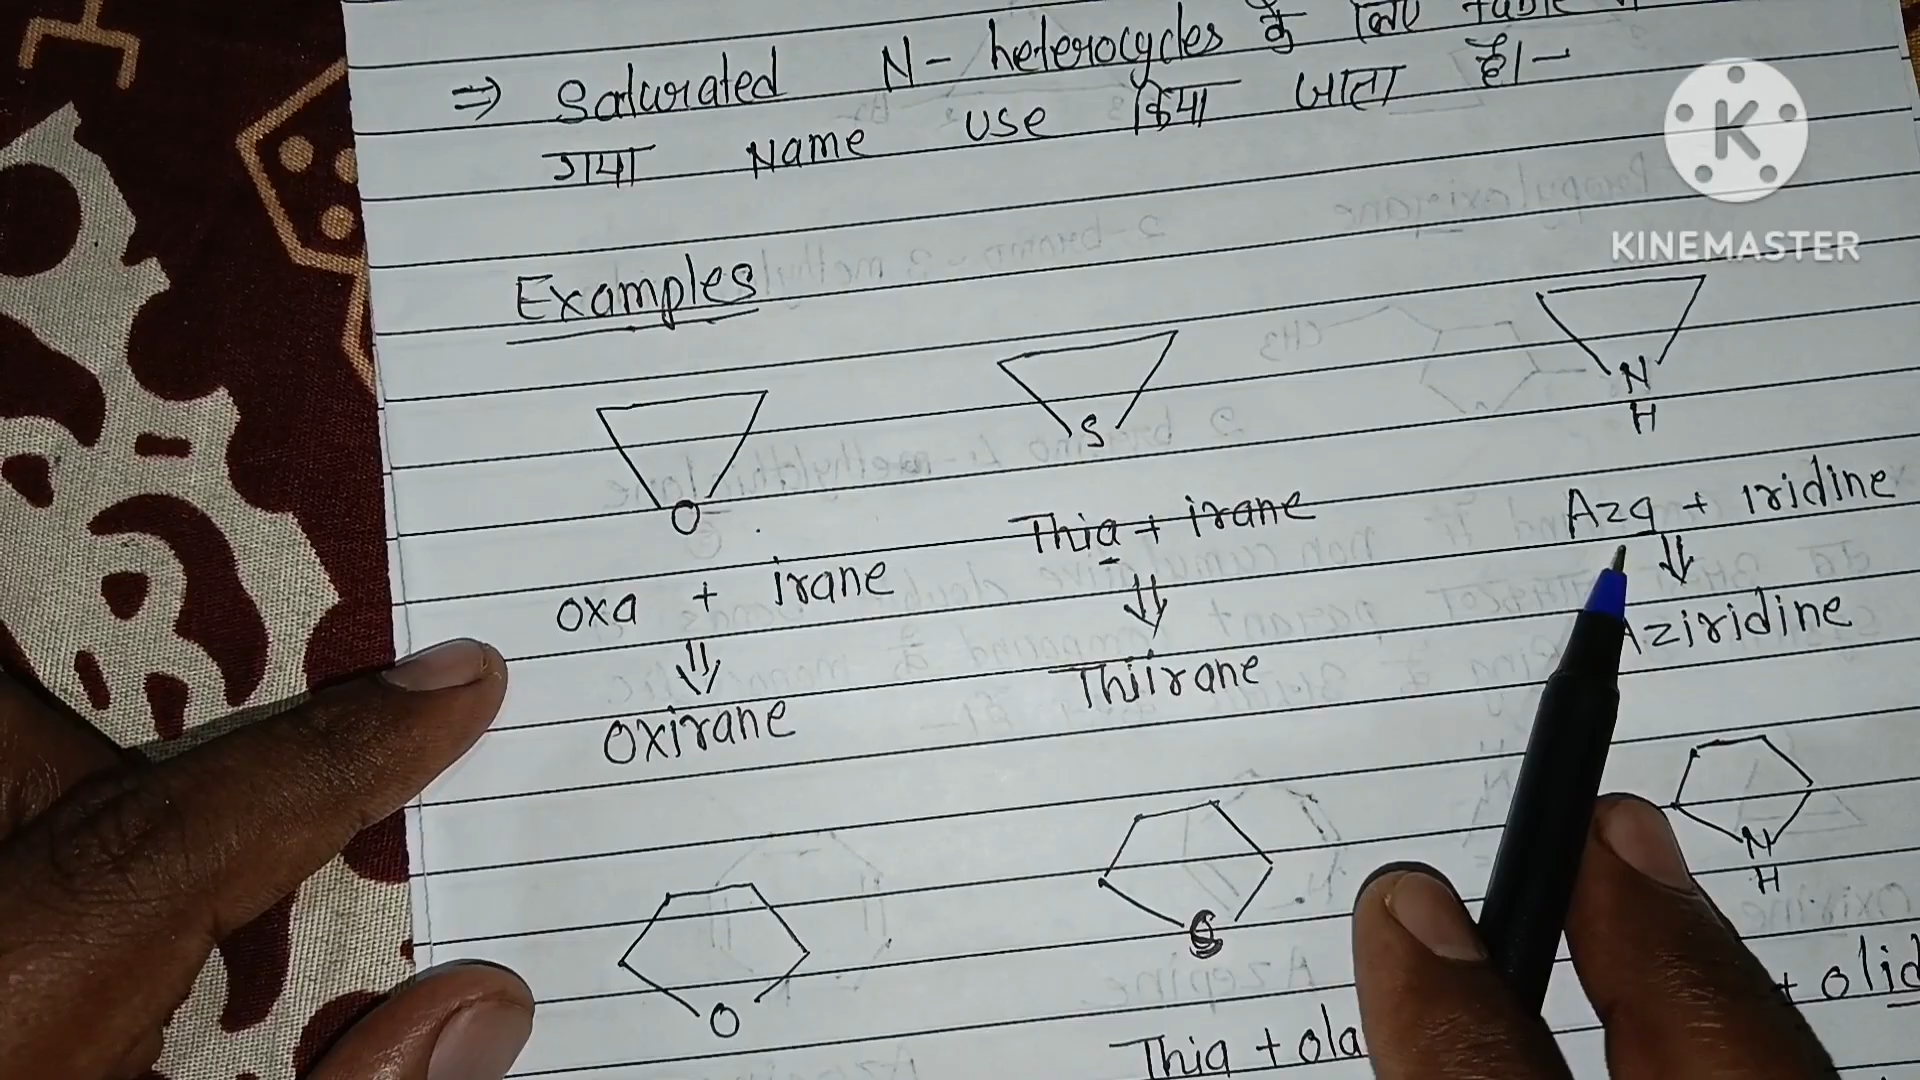 ⇒ Saturated N- heterocycles के लिए table
गया Name use किया जाता है।-
KINEMASTER
Examples
O
S
N
H
oxa + irane
Thia + irane
Aza + iridine
⇓
⇓
⇓
Oxirane
Thiirane
Aziridine
O
S
N
H
Thia + ola
+ olid